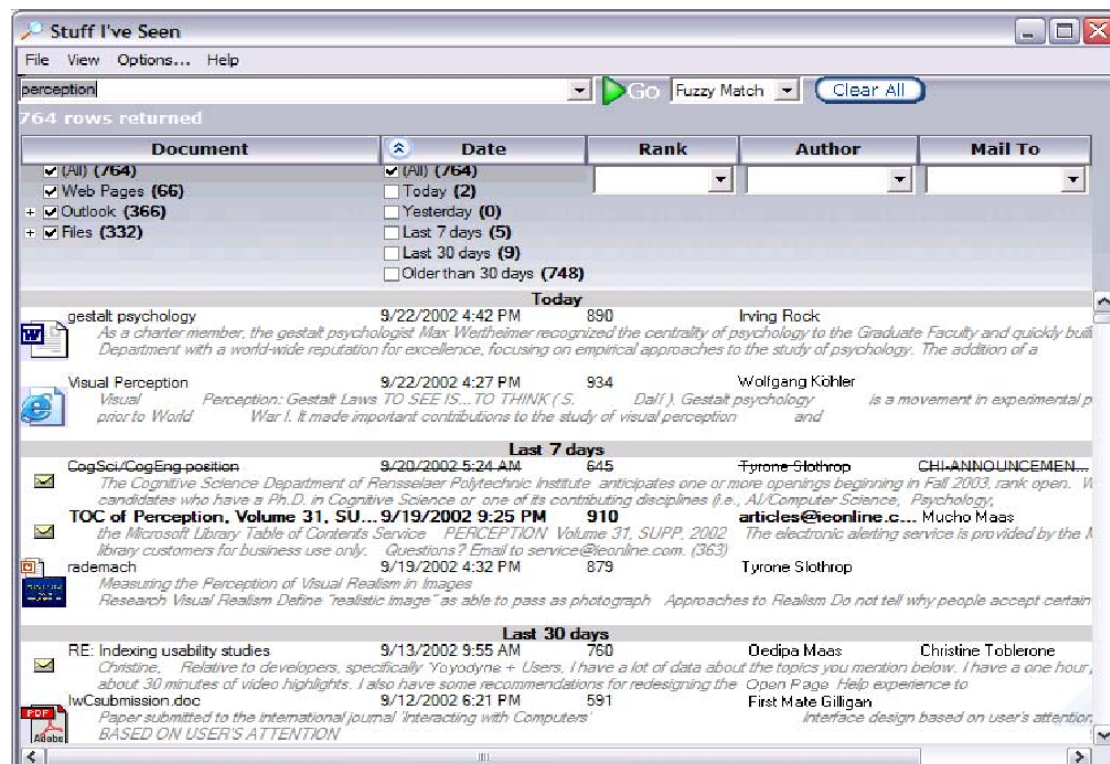 Stuff I've Seen
File View Options... Help
perception Go Fuzzy Match Clear All
764 rows returned
Document Date Rank Author Mail To
(All) (764) (All) (764)
Web Pages (66) Today (2)
Outlook (366) Yesterday (0)
Files (332) Last 7 days (5)
Last 30 days (9)
Older than 30 days (748)
Today
gestalt psychology 9/22/2002 4:42 PM 890 Irving Rock
As a charter member, the gestalt psychologist Max Wertheimer recognized the centrality of psychology to the Graduate Faculty and quickly buil
Department with a world-wide reputation for excellence, focusing on empirical approaches to the study of psychology. The addition of a
Visual Perception 9/22/2002 4:27 PM 934 Wolfgang Köhler
Visual Perception: Gestalt Laws TO SEE IS...TO THINK ( S. Dalí ). Gestalt psychology is a movement in experimental p
prior to World War I. It made important contributions to the study of visual perception and
Last 7 days
CogSci/CogEng position 9/20/2002 5:24 AM 645 Tyrone Slothrop CHI-ANNOUNCEMEN...
The Cognitive Science Department of Rensselaer Polytechnic Institute anticipates one or more openings beginning in Fall 2003, rank open. W
candidates who have a Ph.D. in Cognitive Science or one of its contributing disciplines (i.e., AI/Computer Science, Psychology,
TOC of Perception, Volume 31, SU... 9/19/2002 9:25 PM 910 articles@ieonline.c... Mucho Maas
the Microsoft Library Table of Contents Service PERCEPTION Volume 31, SUPP, 2002 The electronic alerting service is provided by the M
library customers for business use only. Questions? Email to service@ieonline.com. (363)
rademach 9/19/2002 4:32 PM 879 Tyrone Slothrop
Measuring the Perception of Visual Realism in Images
Research Visual Realism Define "realistic image" as able to pass as photograph Approaches to Realism Do not tell why people accept certain
Last 30 days
RE: Indexing usability studies 9/13/2002 9:55 AM 760 Oedipa Maas Christine Toblerone
Christine, Relative to developers, specifically Yoyodyne + Users. I have a lot of data about the topics you mention below. I have a one hour
about 30 minutes of video highlights. I also have some recommendations for redesigning the Open Page Help experience to
IwCsubmission.doc 9/12/2002 6:21 PM 591 First Mate Gilligan
Paper submitted to the international journal 'Interacting with Computers' Interface design based on user's attention
BASED ON USER'S ATTENTION
PDF
Adobe